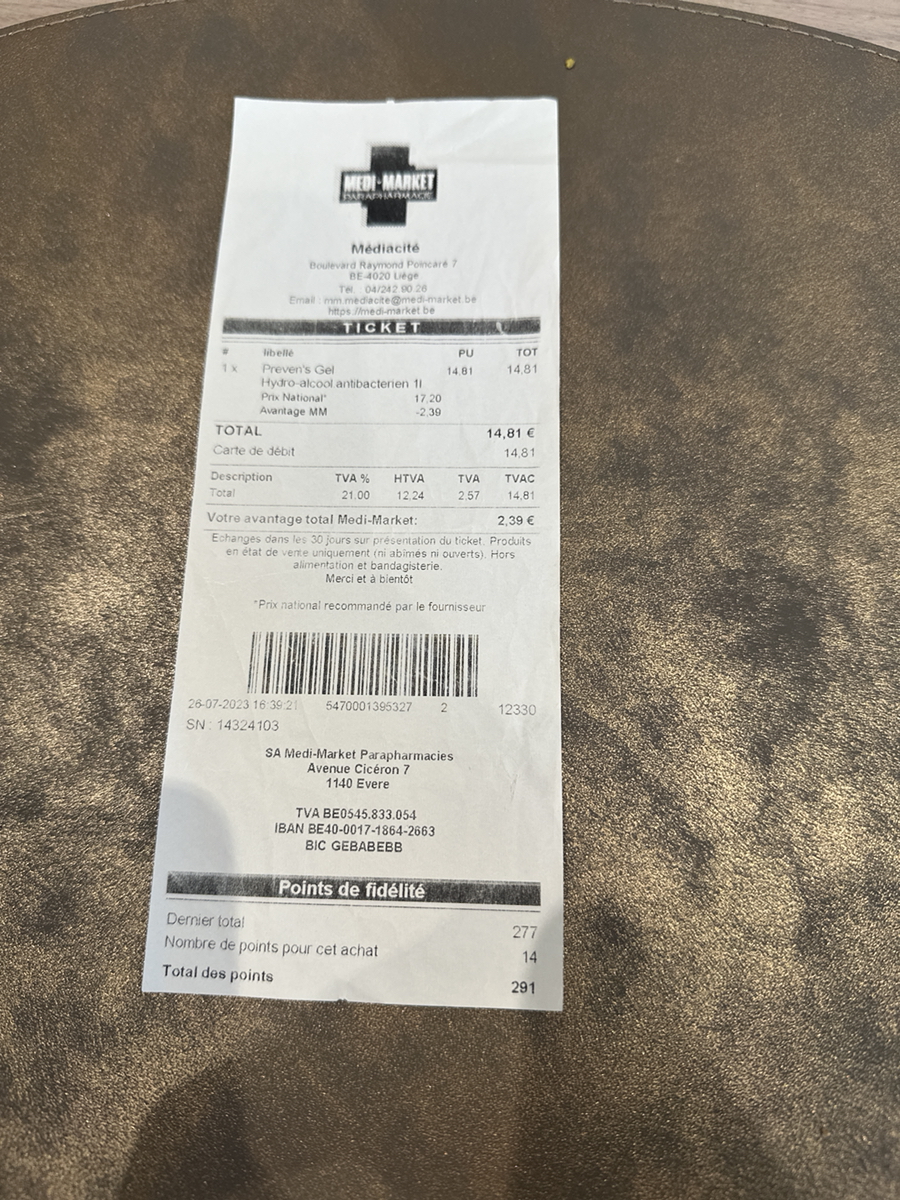 MEDI-MARKET
PARAPHARMACIE
Médiacité
Boulevard Raymond Poincaré 7
BE-4020 Liège
Tél. : 04/242 90 26
Email : mm.mediacite@medi-market.be
https://medi-market.be
TICKET
# libellé PU TOT
1 x Preven's Gel 14,81 14,81
Hydro-alcool antibacterien 1l
Prix National* 17,20
Avantage MM -2,39
TOTAL 14,81 €
Carte de débit 14,81
Description TVA % HTVA TVA TVAC
Total 21.00 12,24 2,57 14,81
Votre avantage total Medi-Market: 2,39 €
Echanges dans les 30 jours sur présentation du ticket. Produits
en état de vente uniquement (ni abimés ni ouverts). Hors
alimentation et bandagisterie.
Merci et à bientôt
*Prix national recommandé par le fournisseur
26-07-2023 16:39:21 5470001395327 2 12330
SN : 14324103
SA Medi-Market Parapharmacies
Avenue Cicéron 7
1140 Evere
TVA BE0545.833.054
IBAN BE40-0017-1864-2663
BIC GEBABEBB
Points de fidélité
Dernier total 277
Nombre de points pour cet achat 14
Total des points 291